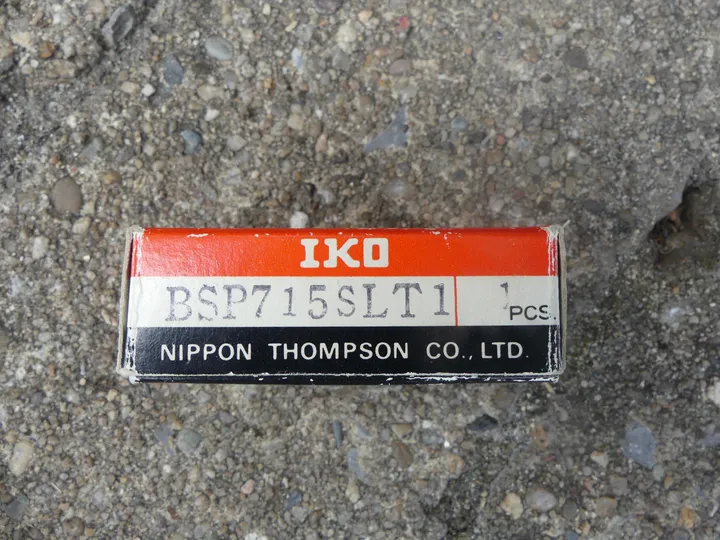 IKO
BSP715SLT1 1 PCS.
NIPPON THOMPSON CO., LTD.